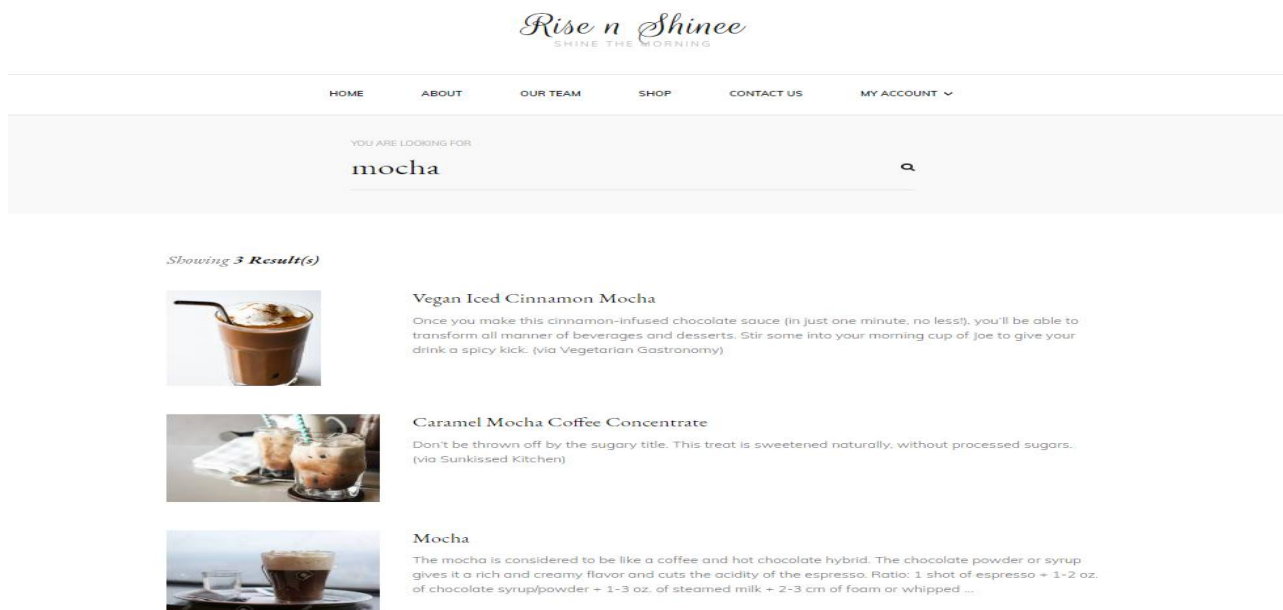 Rise n Shinee
SHINE THE MORNING
HOME ABOUT OUR TEAM SHOP CONTACT US MY ACCOUNT
YOU ARE LOOKING FOR
mocha
Showing 3 Result(s)
Vegan Iced Cinnamon Mocha
Once you make this cinnamon-infused chocolate sauce (in just one minute, no less!), you'll be able to
transform all manner of beverages and desserts. Stir some into your morning cup of Joe to give your
drink a spicy kick. (via Vegetarian Gastronomy)
Caramel Mocha Coffee Concentrate
Don't be thrown off by the sugary title. This treat is sweetened naturally, without processed sugars.
(via Sunkissed Kitchen)
Mocha
The mocha is considered to be like a coffee and hot chocolate hybrid. The chocolate powder or syrup
gives it a rich and creamy flavor and cuts the acidity of the espresso. Ratio: 1 shot of espresso + 1-2 oz.
of chocolate syrup/powder + 1-3 oz. of steamed milk + 2-3 cm of foam or whipped ...